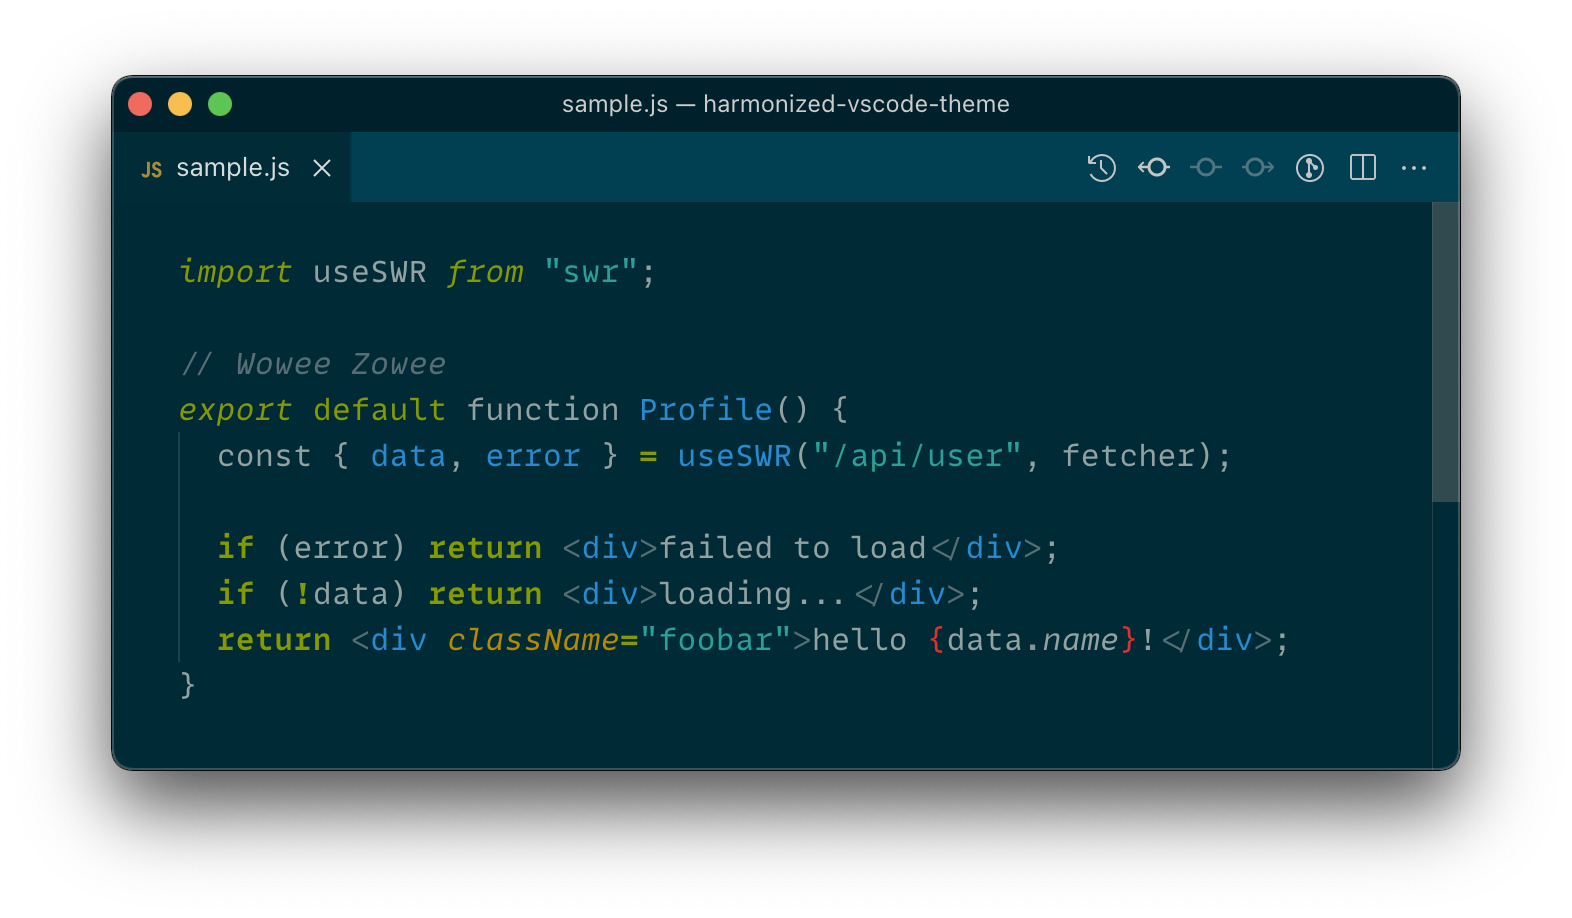 sample.js — harmonized-vscode-theme
JS sample.js
import useSWR from "swr";
// Wowee Zowee
export default function Profile() {
  const { data, error } = useSWR("/api/user", fetcher);
  if (error) return <div>failed to load</div>;
  if (!data) return <div>loading...</div>;
  return <div className="foobar">hello {data.name}!</div>;
}